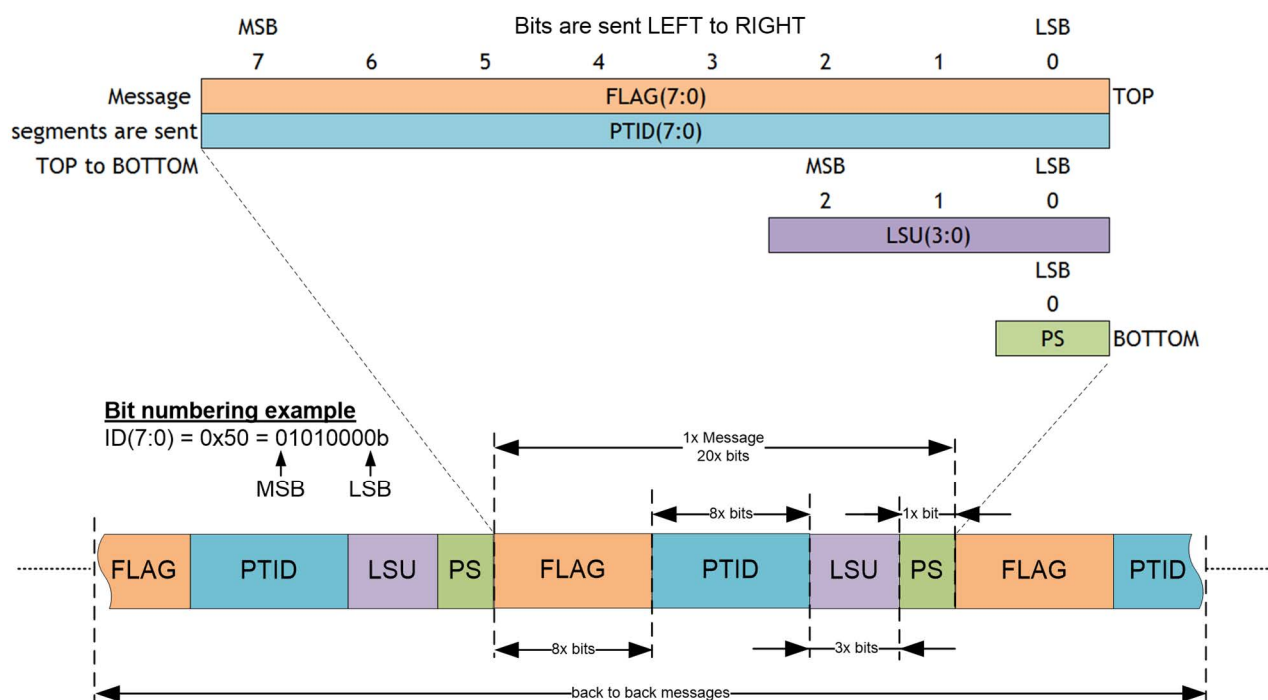 MSB Bits are sent LEFT to RIGHT LSB
7 6 5 4 3 2 1 0
Message FLAG(7:0) TOP
segments are sent PTID(7:0)
TOP to BOTTOM MSB LSB
2 1 0
LSU(3:0)
LSB
0
PS BOTTOM
Bit numbering example
ID(7:0) = 0x50 = 01010000b
MSB LSB
1x Message
20x bits
8x bits 1x bit
FLAG PTID LSU PS FLAG PTID LSU PS FLAG PTID
8x bits 3x bits
back to back messages